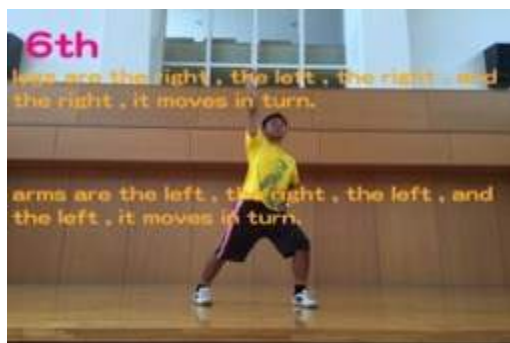 6th
legs are the right , the left , the right , and
the right , it moves in turn.
arms are the left , the right , the left , and
the left , it moves in turn.